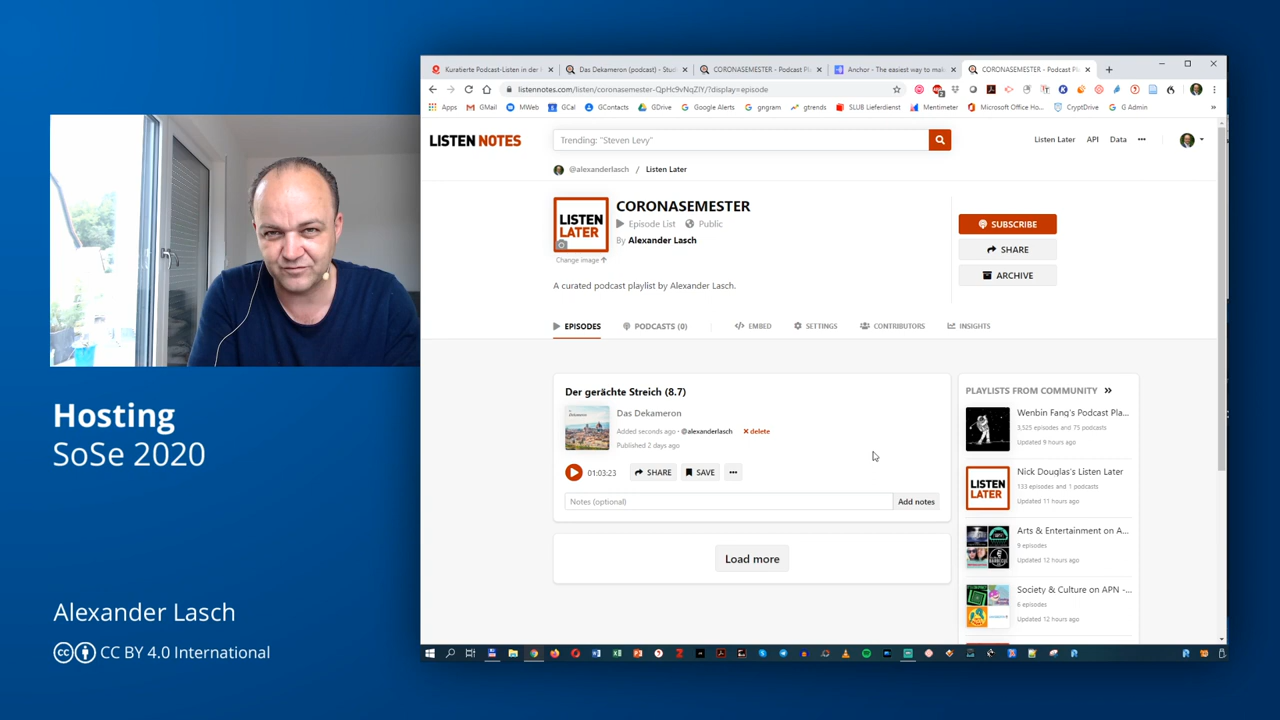 Kuratierte Podcast-Listen in der
Das Dekameron (podcast) - Stud
CORONASEMESTER - Podcast Pl
Anchor - The easiest way to mak
CORONASEMESTER - Podcast Pl
listennotes.com/listen/coronasemester-QpHc9vNqZIY/?display=episode
Apps GMail MWeb GCal GContacts GDrive Google Alerts gngram gtrends SLUB Lieferdienst Mentimeter Microsoft Office Ho... CryptDrive G Admin »
LISTEN NOTES
Trending: "Steven Levy"
Listen Later API Data •••
@alexanderlasch / Listen Later
LISTEN
LATER
Change image
CORONASEMESTER
Episode List Public
By Alexander Lasch
A curated podcast playlist by Alexander Lasch.
SUBSCRIBE
SHARE
ARCHIVE
EPISODES PODCASTS (0) EMBED SETTINGS CONTRIBUTORS INSIGHTS
Der gerächte Streich (8.7)
Das Dekameron
Added seconds ago · @alexanderlasch × delete
Published 2 days ago
01:03:23 SHARE SAVE •••
Notes (optional) Add notes
Load more
PLAYLISTS FROM COMMUNITY »
Wenbin Fang's Podcast Pla...
3,525 episodes and 75 podcasts
Updated 9 hours ago
LISTEN
LATER
Nick Douglas's Listen Later
133 episodes and 1 podcasts
Updated 11 hours ago
Arts & Entertainment on A...
9 episodes
Updated 12 hours ago
Society & Culture on APN -...
6 episodes
Updated 12 hours ago
Hosting
SoSe 2020
Alexander Lasch
CC BY 4.0 International